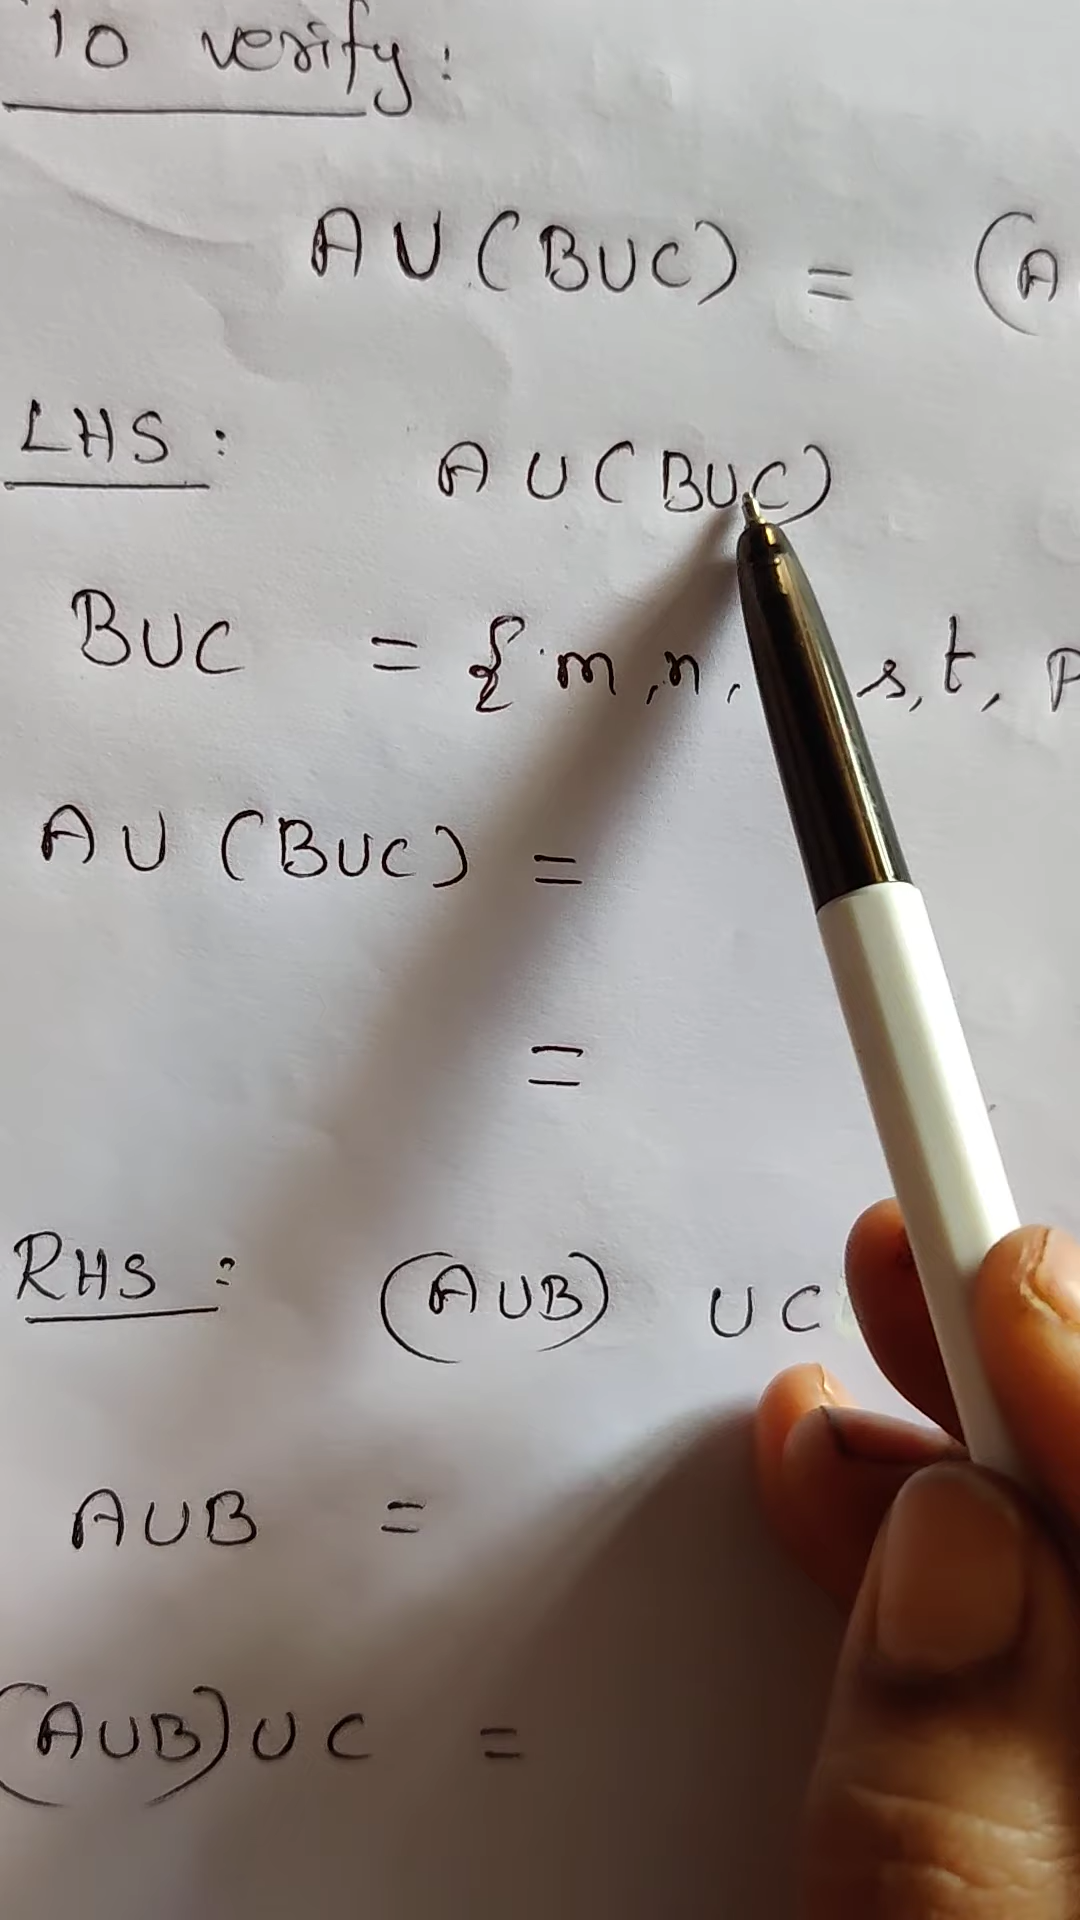 To verify:
A∪(B∪C) = (A
LHS: A∪(B∪C)
B∪C = {m,n, s,t,P
A∪(B∪C) =
=
RHS: (A∪B) ∪C
A∪B =
(A∪B)∪C =